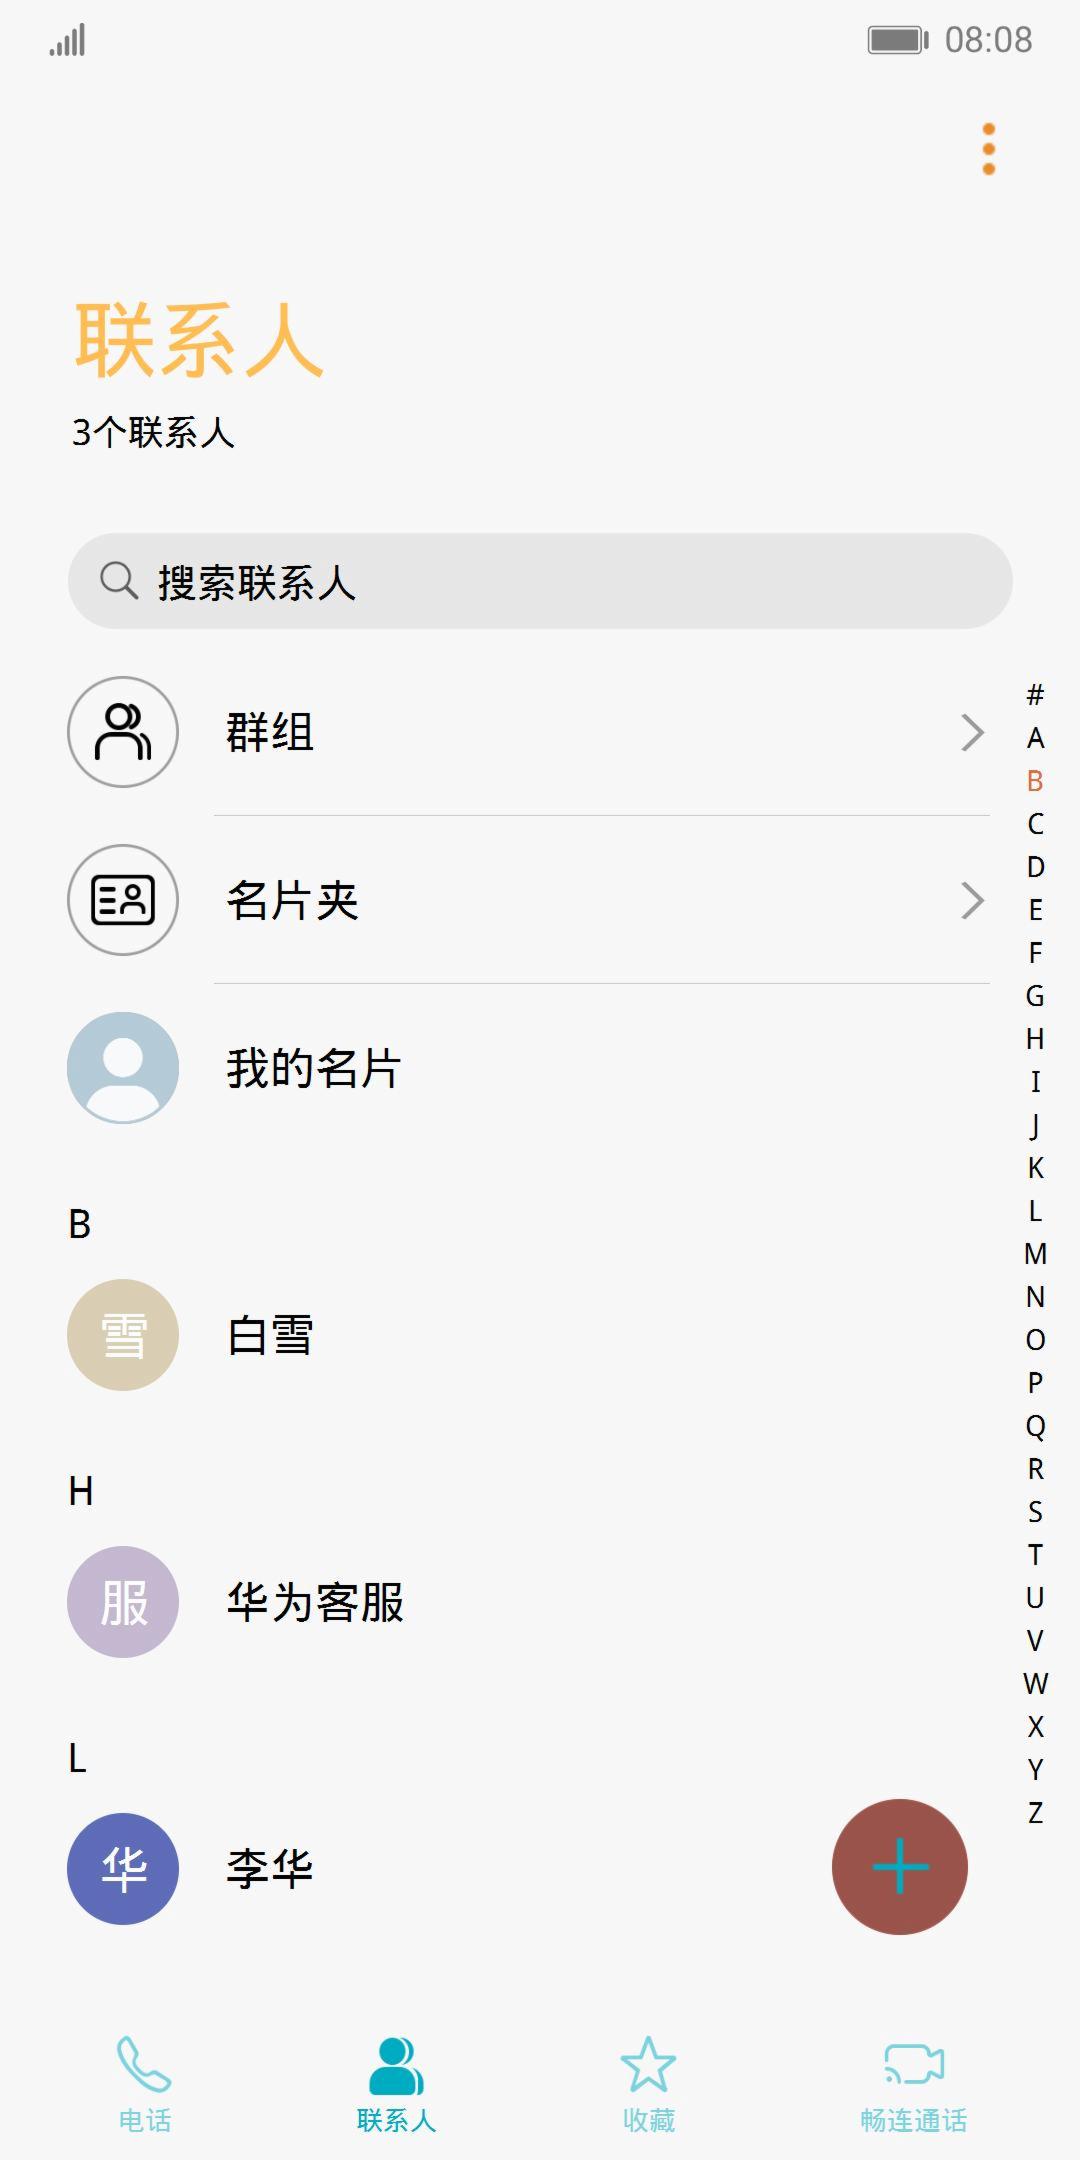 08:08
联系人
3个联系人
搜索联系人
群组
名片夹
我的名片
B
雪 白雪
H
服 华为客服
L
华 李华
#
A
B
C
D
E
F
G
H
I
J
K
L
M
N
O
P
Q
R
S
T
U
V
W
X
Y
Z
电话 联系人 收藏 畅连通话